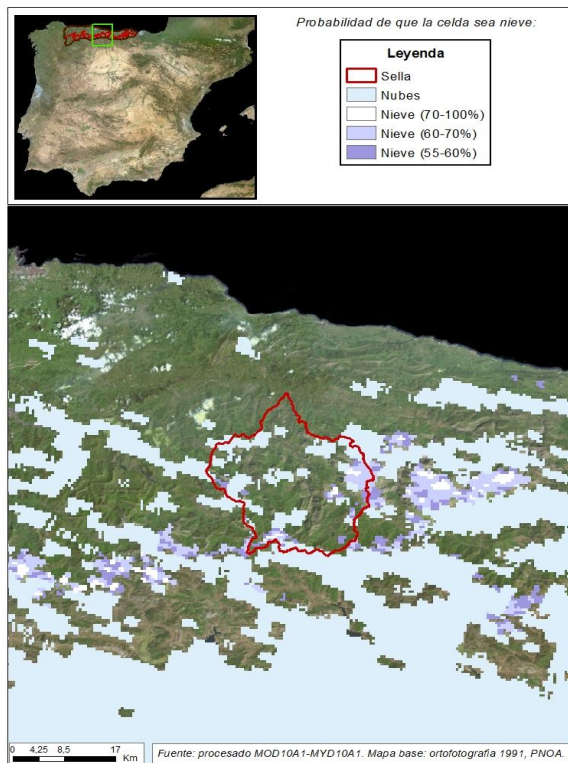 Probabilidad de que la celda sea nieve:
Leyenda
Sella
Nubes
Nieve (70-100%)
Nieve (60-70%)
Nieve (55-60%)
0 4,25 8,5 17
Km
Fuente: procesado MOD10A1-MYD10A1. Mapa base: ortofotografía 1991, PNOA.